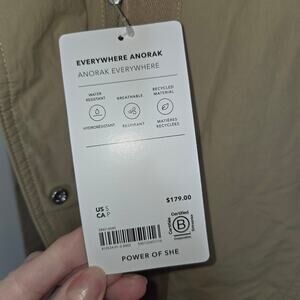 EVERYWHERE ANORAK
ANORAK EVERYWHERE
WATER RESISTANT
BREATHABLE
RECYCLED MATERIAL
HYDRORÉSISTANT
RESPIRANT
MATIÈRES RECYCLÉES
US S
CA P
$179.00
Certified
B
Corporation
POWER OF SHE